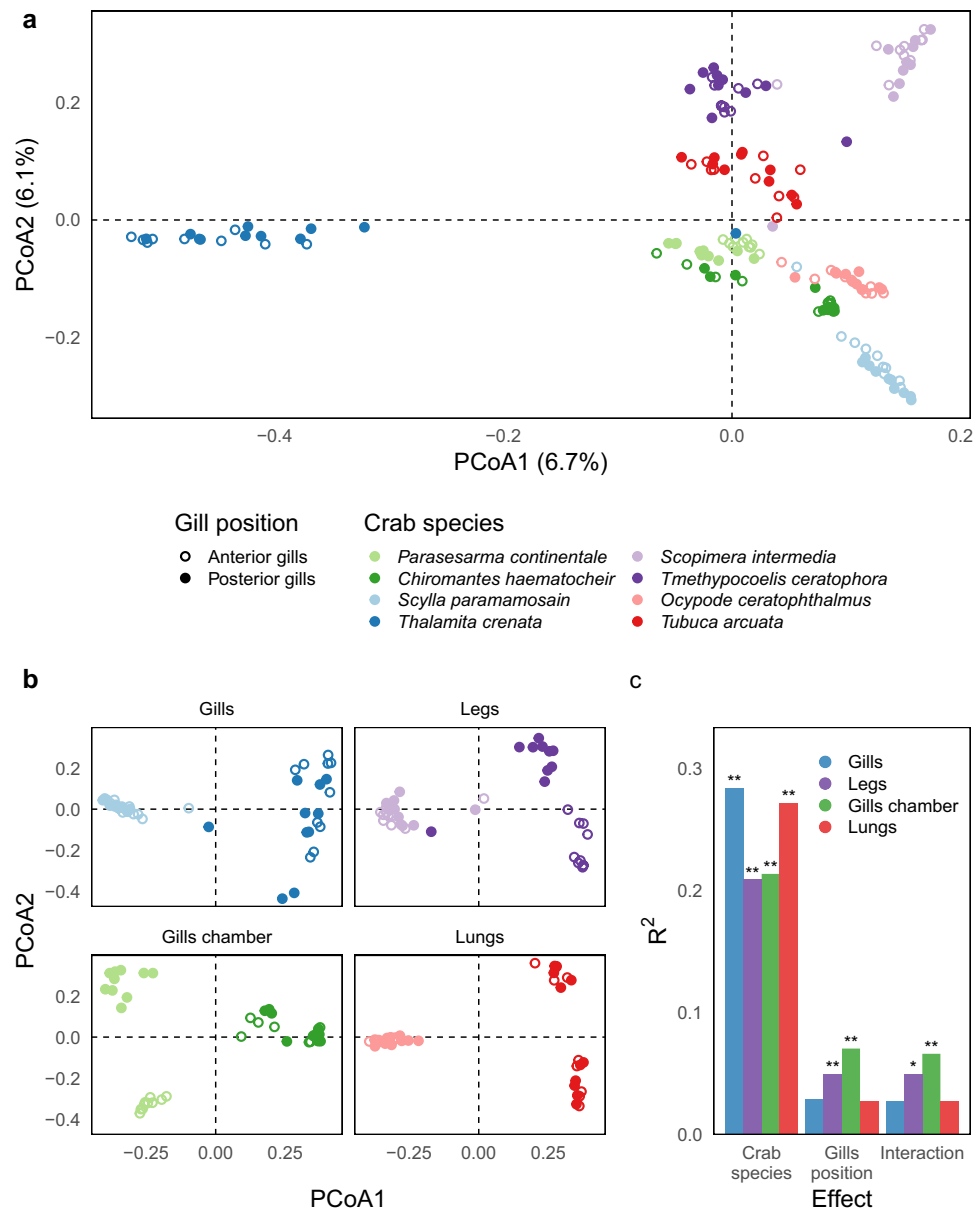 a
0.2
0.0
−0.2
PCoA2 (6.1%)
−0.4
−0.2
0.0
0.2
PCoA1 (6.7%)
Gill position
Anterior gills
Posterior gills
Crab species
Parasesarma continentale
Chiromantes haematocheir
Scylla paramamosain
Thalamita crenata
Scopimera intermedia
Tmethypocoelis ceratophora
Ocypode ceratophthalmus
Tubuca arcuata
b
Gills
Legs
0.2
0.0
−0.2
−0.4
PCoA2
Gills chamber
Lungs
0.2
0.0
−0.2
−0.4
−0.25
0.00
0.25
−0.25
0.00
0.25
PCoA1
c
0.3
0.2
0.1
0.0
R²
Gills
Legs
Gills chamber
Lungs
**
**
**
**
**
**
*
**
Crab species
Gills position
Interaction
Effect